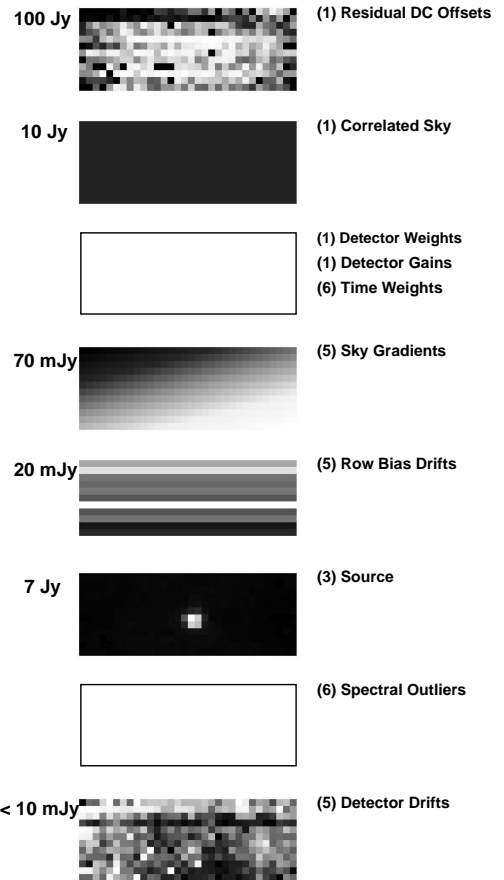 100 Jy
(1) Residual DC Offsets
10 Jy
(1) Correlated Sky
(1) Detector Weights
(1) Detector Gains
(6) Time Weights
70 mJy
(5) Sky Gradients
20 mJy
(5) Row Bias Drifts
7 Jy
(3) Source
(6) Spectral Outliers
< 10 mJy
(5) Detector Drifts